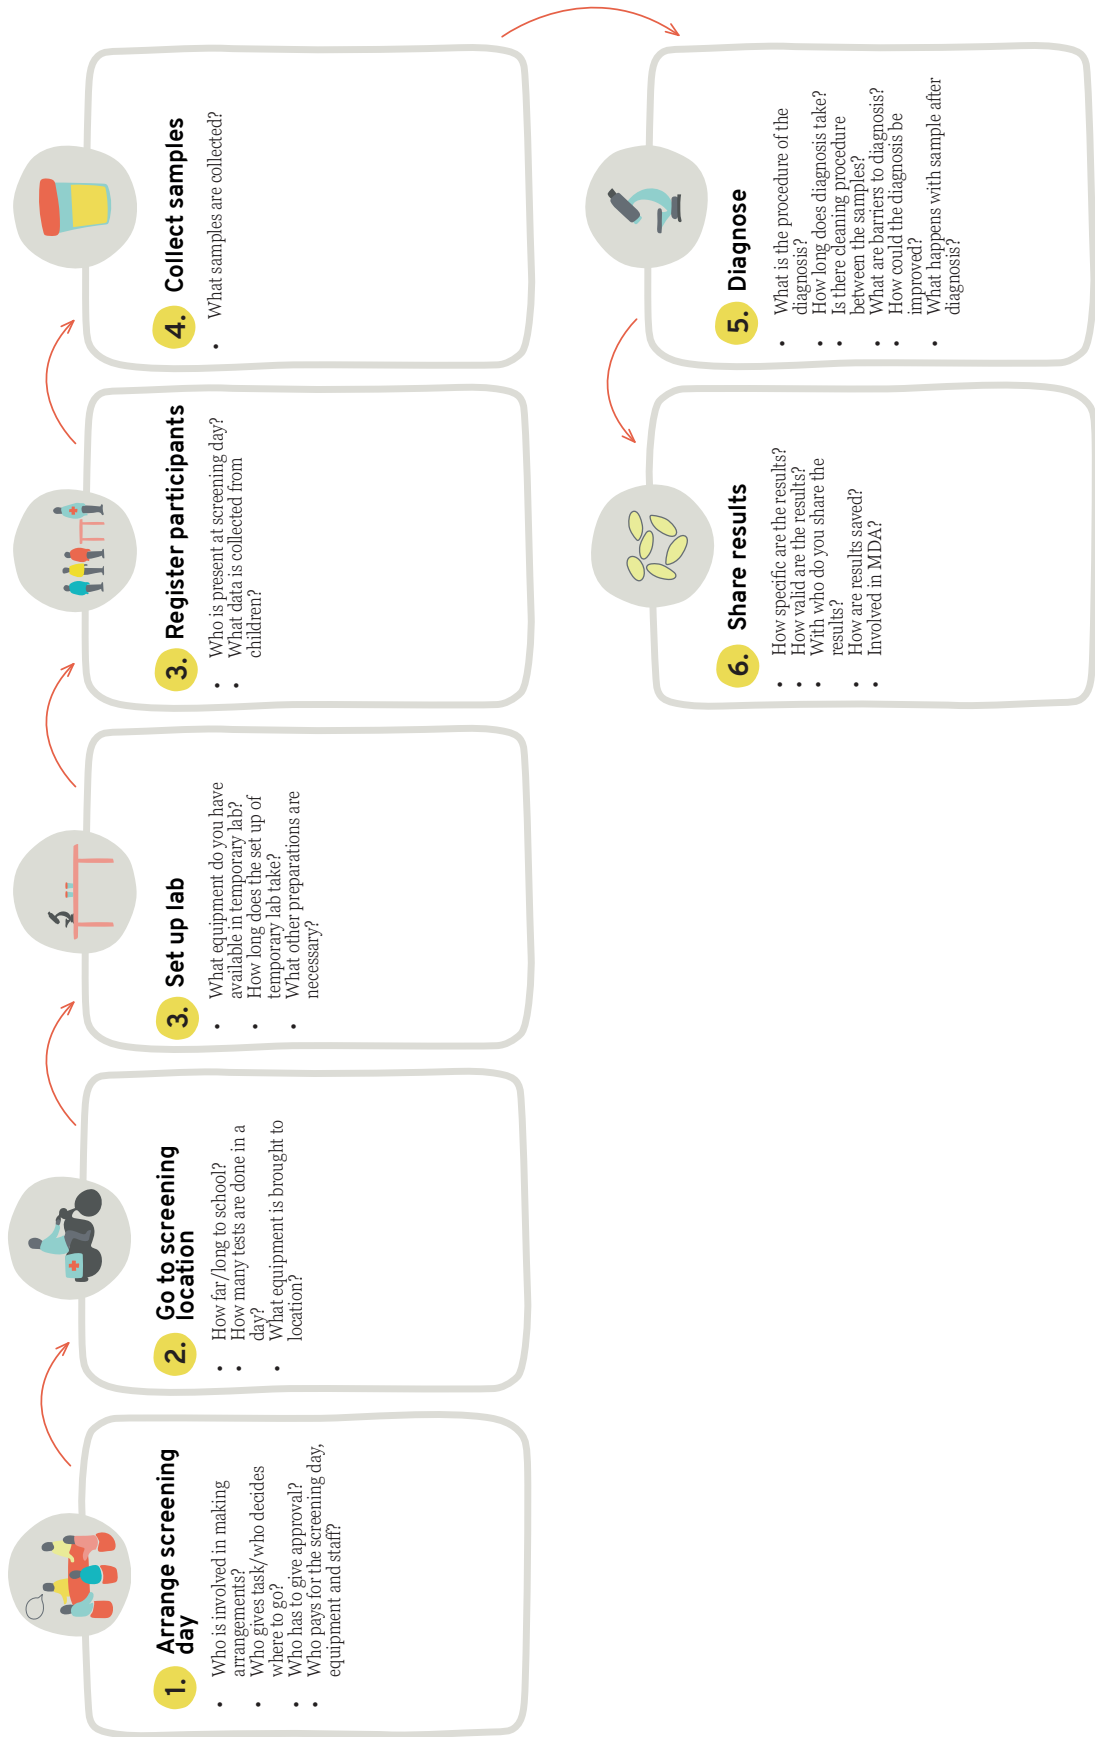 1. Arrange screening
day
• Who is involved in making
arrangements?
• Who gives task/who decides
where to go?
• Who has to give approval?
• Who pays for the screening day,
equipment and staff?
2. Go to screening
location
• How far/long to school?
• How many tests are done in a
day?
• What equipment is brought to
location?
3. Set up lab
• What equipment do you have
available in temporary lab?
• How long does the set up of
temporary lab take?
• What other preparations are
necessary?
3. Register participants
• Who is present at screening day?
• What data is collected from
children?
4. Collect samples
• What samples are collected?
5. Diagnose
• What is the procedure of the
diagnosis?
• How long does diagnosis take?
• Is there cleaning procedure
between the samples?
• What are barriers to diagnosis?
• How could the diagnosis be
improved?
• What happens with sample after
diagnosis?
6. Share results
• How specific are the results?
• How valid are the results?
• With who do you share the
results?
• How are results saved?
• Involved in MDA?